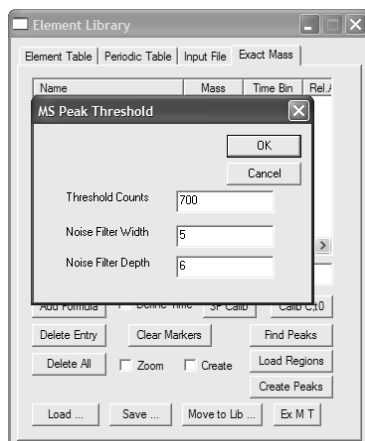 Element Library
Element Table Periodic Table Input File Exact Mass
Name Mass Time Bin Rel.
MS Peak Threshold
OK
Cancel
Threshold Counts 700
Noise Filter Width 5
Noise Filter Depth 6
Add Formula Define Time SF Calib Calib C,t0
Delete Entry Clear Markers Find Peaks
Delete All Zoom Create Load Regions
Create Peaks
Load ... Save ... Move to Lib ... Ex M T